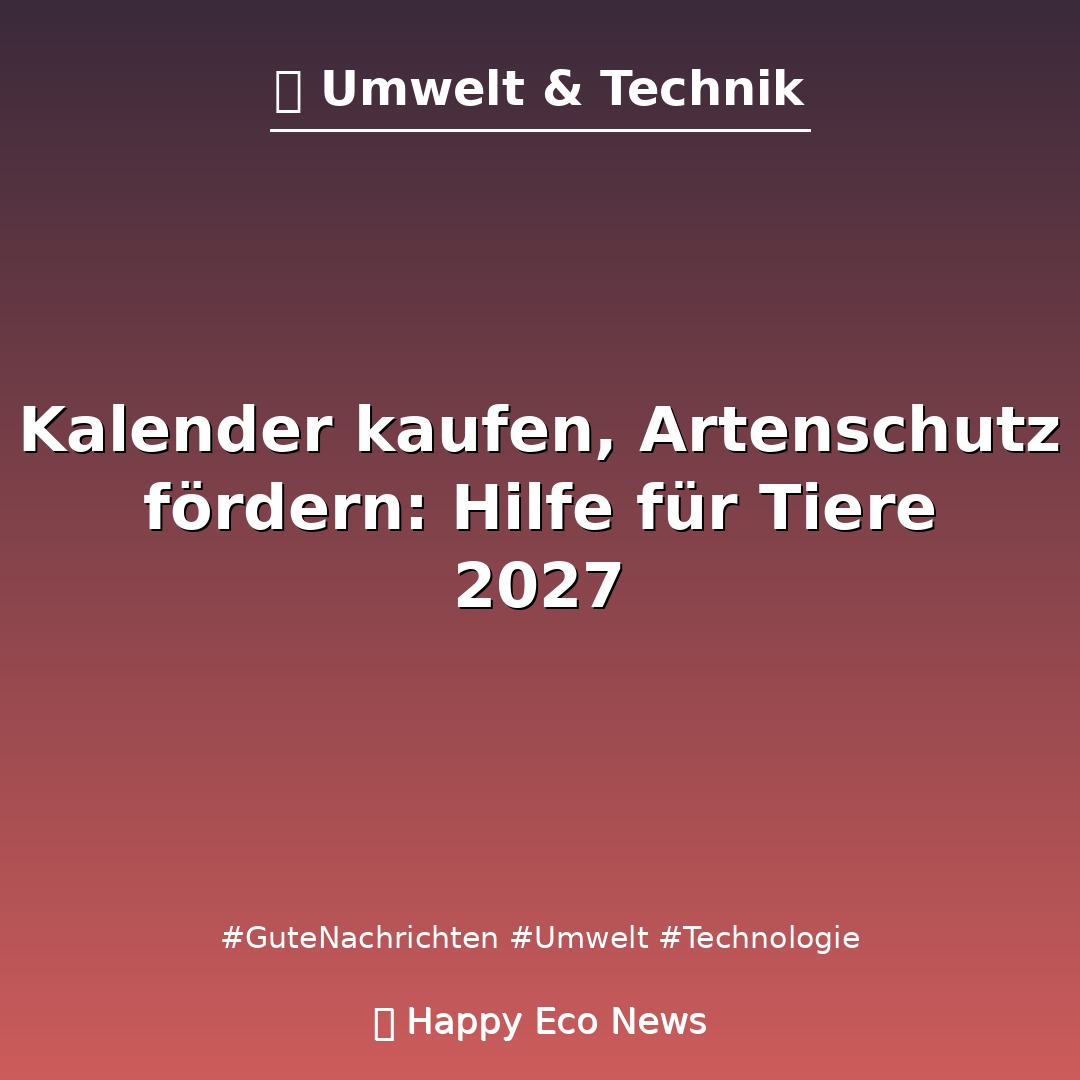 Umwelt & Technik
Kalender kaufen, Artenschutz
fördern: Hilfe für Tiere
2027
#GuteNachrichten #Umwelt #Technologie
Happy Eco News